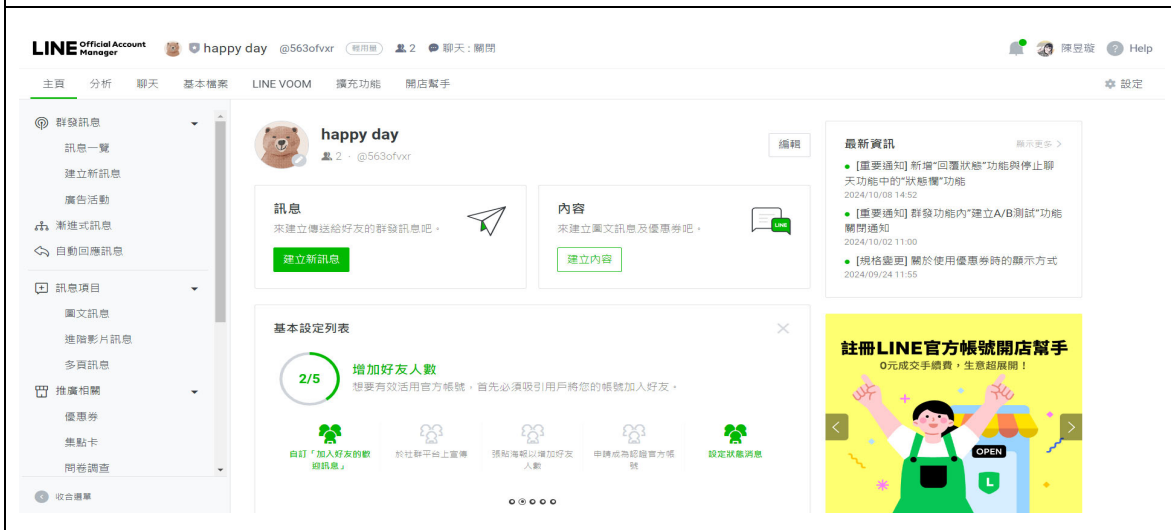 LINE Official Account Manager
happy day @563ofvxr 輕用量 2 聊天 : 關閉
陳昱璇 Help
主頁 分析 聊天 基本檔案 LINE VOOM 擴充功能 開店幫手
設定
群發訊息
訊息一覽
建立新訊息
廣告活動
漸進式訊息
自動回應訊息
訊息項目
圖文訊息
進階影片訊息
多頁訊息
推廣相關
優惠券
集點卡
問卷調查
收合選單
happy day
2 · @563ofvxr
編輯
訊息
來建立傳送給好友的群發訊息吧。
建立新訊息
內容
來建立圖文訊息及優惠券吧。
LINE
建立內容
基本設定列表
2/5
增加好友人數
想要有效活用官方帳號，首先必須吸引用戶將您的帳號加入好友。
自訂「加入好友的歡
迎訊息」
於社群平台上宣傳
張貼海報以增加好友
人數
申請成為認證官方帳
號
設定狀態消息
最新資訊
顯示更多
[重要通知] 新增“回覆狀態”功能與停止聊
天功能中的“狀態欄”功能
2024/10/08 14:52
[重要通知] 群發功能內“建立A/B測試”功能
關閉通知
2024/10/02 11:00
[規格變更] 關於使用優惠券時的顯示方式
2024/09/24 11:55
註冊LINE官方帳號開店幫手
0元成交手續費，生意超展開！
OPEN
L